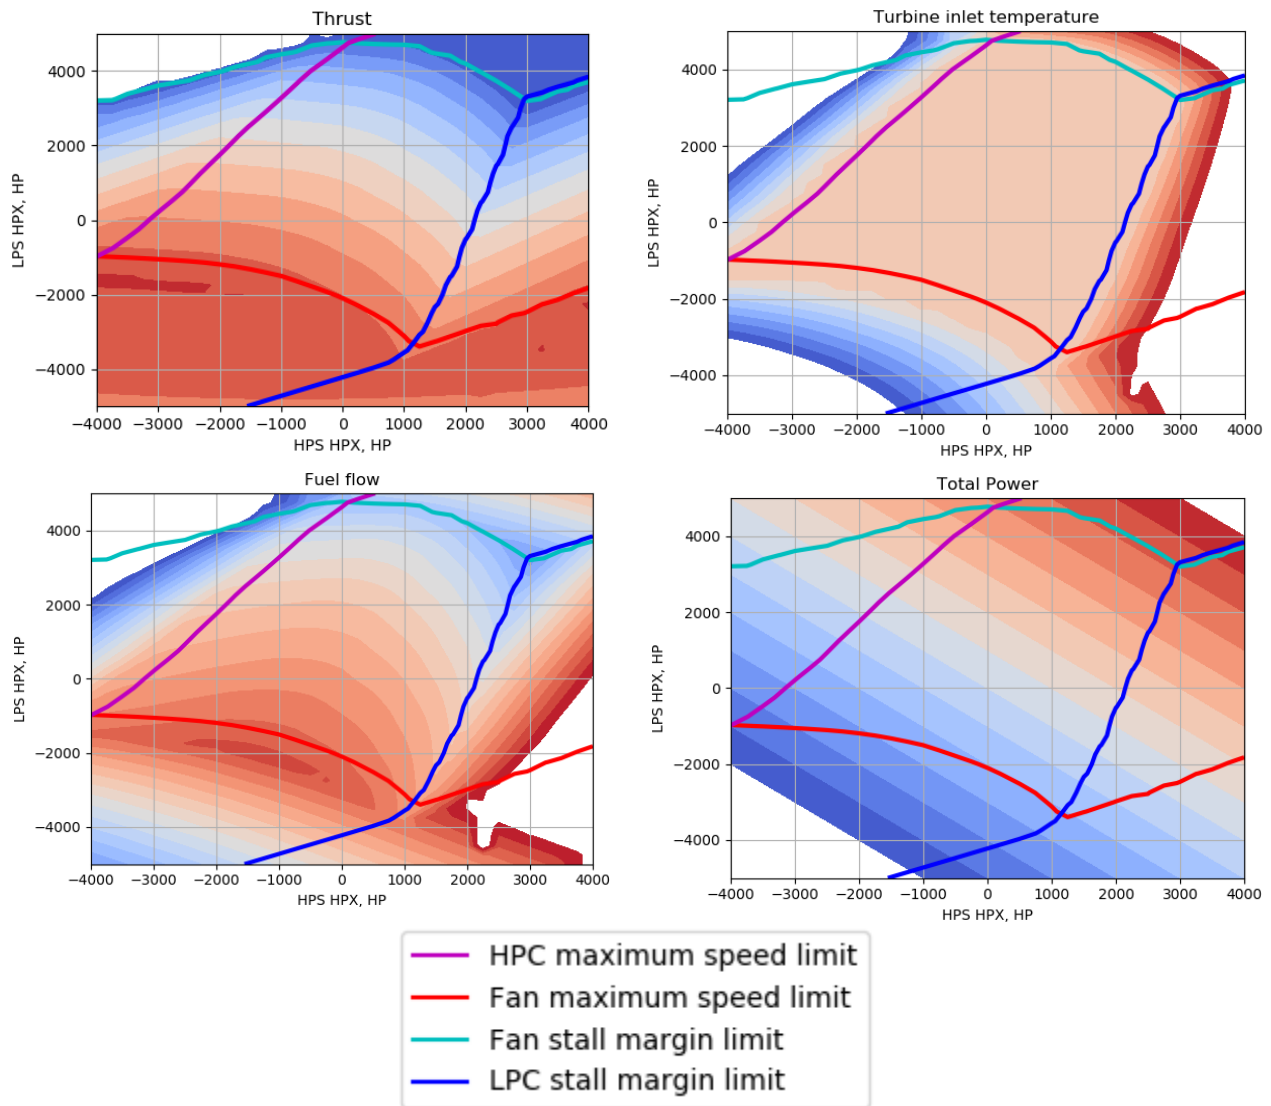 Thrust
4000
2000
0
−2000
−4000
LPS HPX, HP
−4000 −3000 −2000 −1000 0 1000 2000 3000 4000
HPS HPX, HP
Turbine inlet temperature
4000
2000
0
−2000
−4000
LPS HPX, HP
−4000 −3000 −2000 −1000 0 1000 2000 3000 4000
HPS HPX, HP
Fuel flow
4000
2000
0
−2000
−4000
LPS HPX, HP
−4000 −3000 −2000 −1000 0 1000 2000 3000 4000
HPS HPX, HP
Total Power
4000
2000
0
−2000
−4000
LPS HPX, HP
−4000 −3000 −2000 −1000 0 1000 2000 3000 4000
HPS HPX, HP
HPC maximum speed limit
Fan maximum speed limit
Fan stall margin limit
LPC stall margin limit